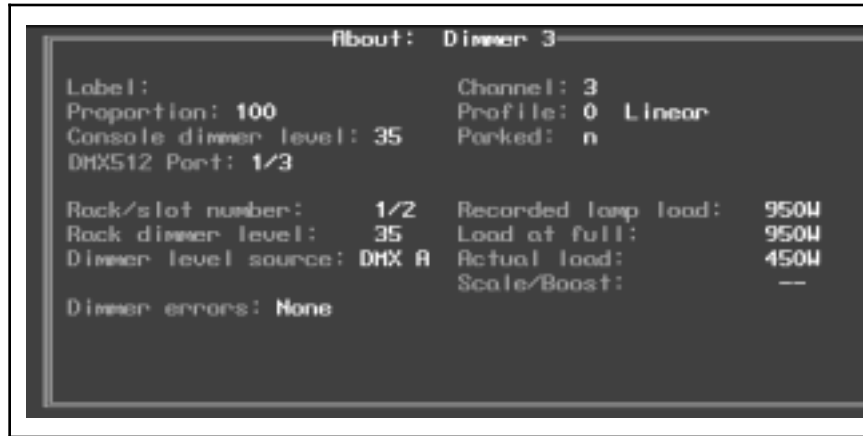 About: Dimmer 3
Label: Channel: 3
Proportion: 100 Profile: 0 Linear
Console dimmer level: 35 Parked: n
DMX512 Port: 1/3
Rack/slot number: 1/2 Recorded lamp load: 950W
Rack dimmer level: 35 Load at full: 950W
Dimmer level source: DMX A Actual load: 450W
Scale/Boost: --
Dimmer errors: None